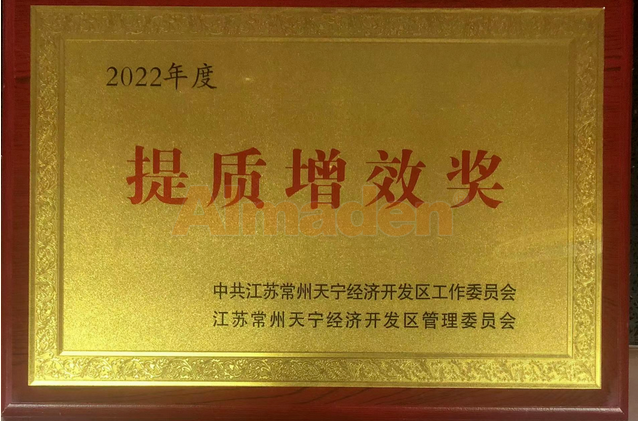 2022年度
提质增效奖
Almaden
中共江苏常州天宁经济开发区工作委员会
江苏常州天宁经济开发区管理委员会